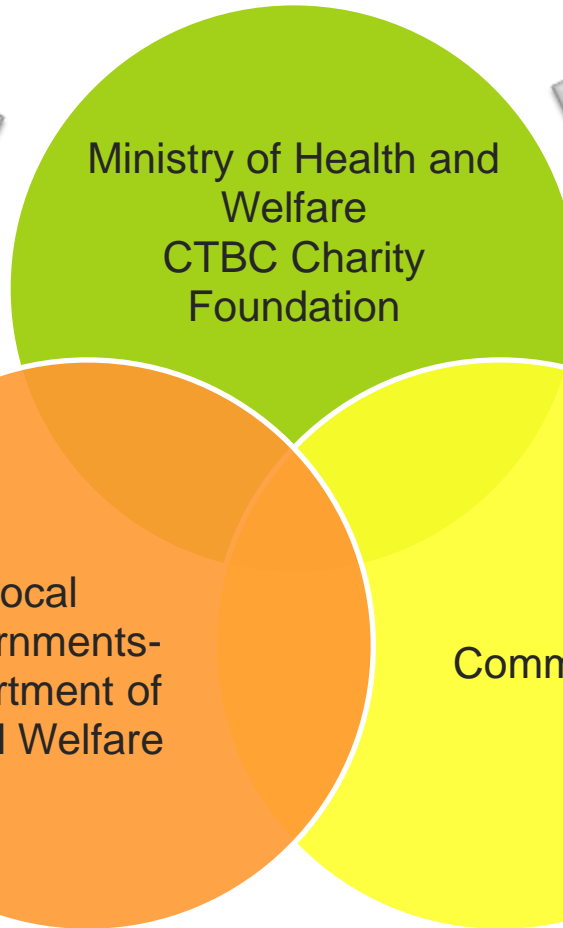 Ministry of Health and
Welfare
CTBC Charity
Foundation
ocal
rnments-
rtment of
l Welfare
Comm